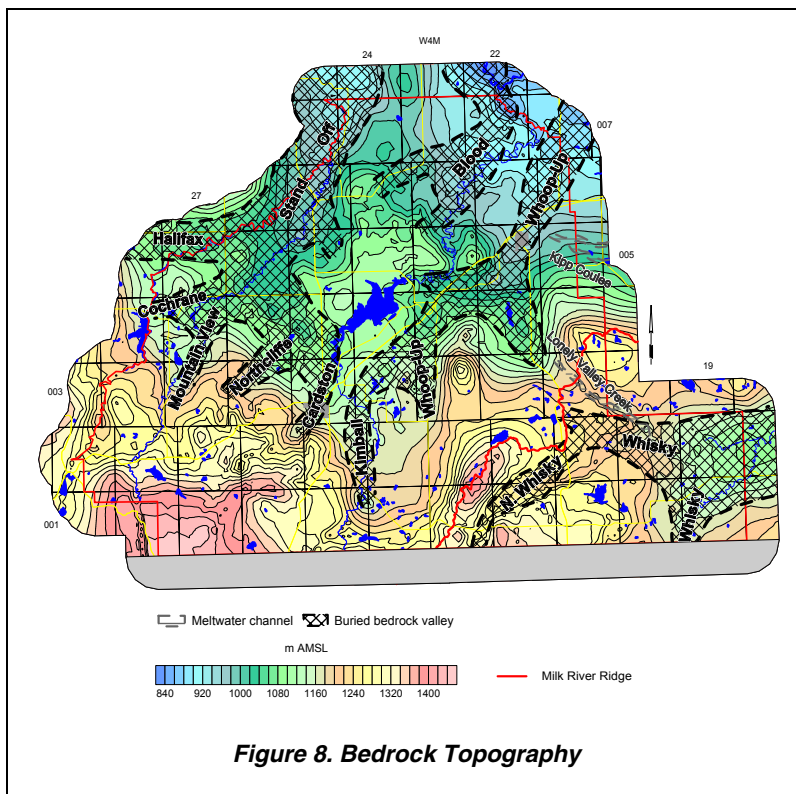 W4M
24
22
007
Off
Blood
Whoop-up
27
Stand
Halifax
005
Kipp Coulee
Cochrane
Mountain View
Northcliffe
Cardston
Whoop-up
Lonely Valley Creek
19
003
Kimball
Whisky
N. Whisky
Whisky
001
Meltwater channel
Buried bedrock valley
m AMSL
840 920 1000 1080 1160 1240 1320 1400
Milk River Ridge
Figure 8. Bedrock Topography